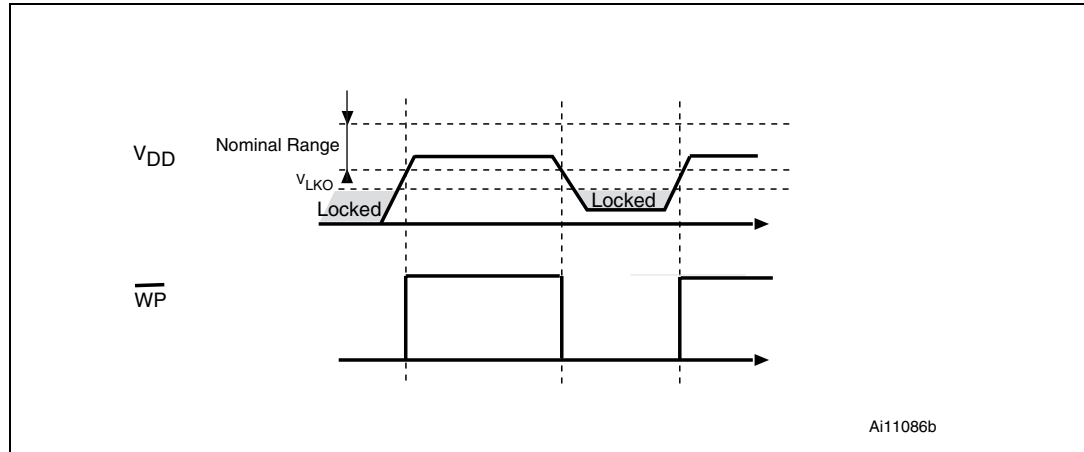 Nominal Range
VDD
VLKO
Locked
Locked
WP
Ai11086b